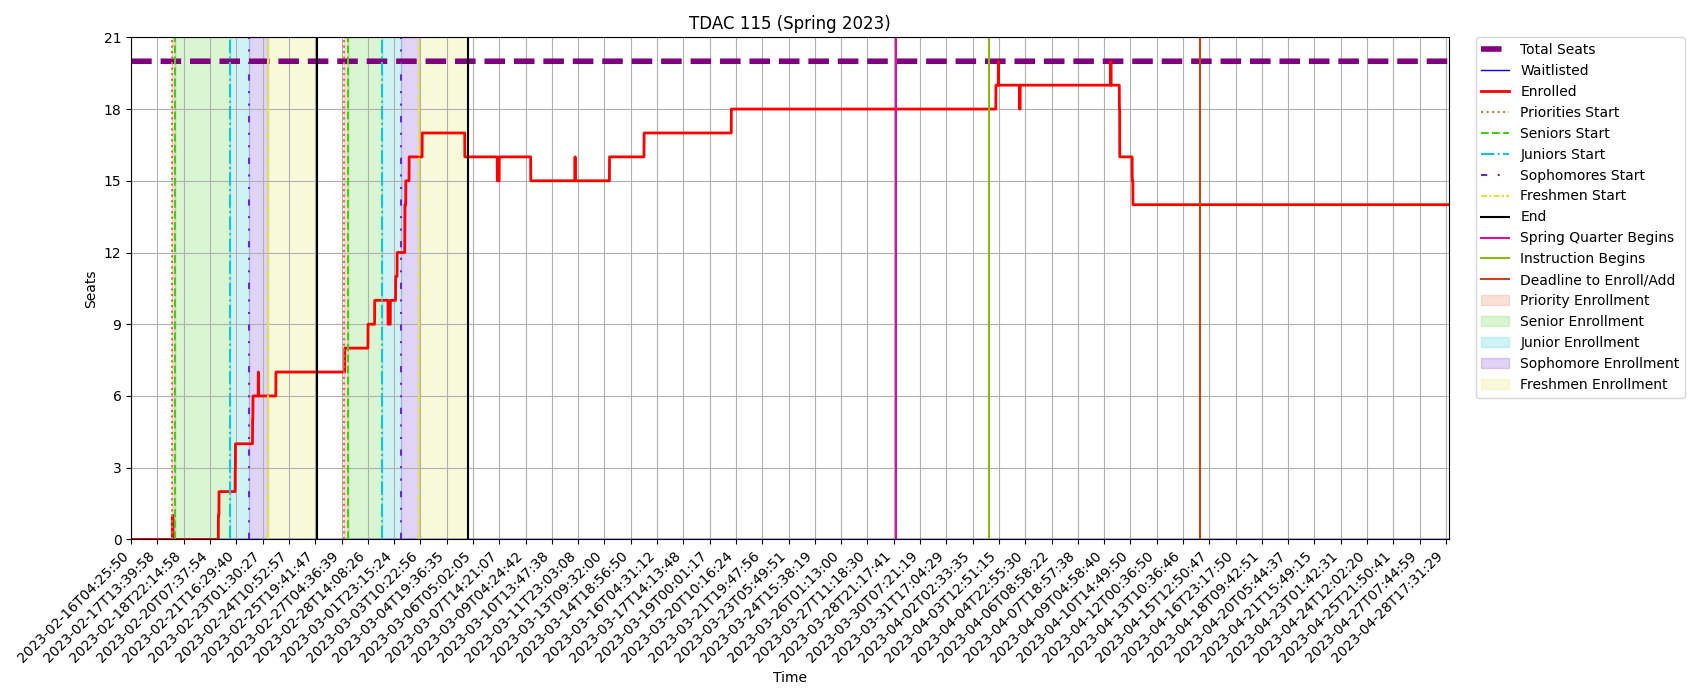 TDAC 115 (Spring 2023)
21
18
15
12
9
6
3
0
Seats
2023-02-16T04:25:50
2023-02-17T13:39:58
2023-02-18T22:14:58
2023-02-20T07:37:54
2023-02-21T16:29:40
2023-02-23T01:30:27
2023-02-24T10:52:57
2023-02-25T19:41:47
2023-02-27T04:36:39
2023-02-28T14:08:26
2023-03-01T23:15:24
2023-03-03T10:22:56
2023-03-04T19:36:35
2023-03-06T05:02:05
2023-03-07T14:21:07
2023-03-09T04:24:42
2023-03-10T13:47:38
2023-03-11T23:03:08
2023-03-13T09:32:00
2023-03-14T18:56:50
2023-03-16T04:31:12
2023-03-17T14:13:48
2023-03-19T00:01:17
2023-03-20T10:16:24
2023-03-21T19:47:56
2023-03-23T05:49:51
2023-03-24T15:38:19
2023-03-26T01:13:00
2023-03-27T11:18:30
2023-03-28T21:17:41
2023-03-30T07:21:19
2023-03-31T17:04:29
2023-04-02T02:33:35
2023-04-03T12:51:15
2023-04-04T22:55:30
2023-04-06T08:58:22
2023-04-07T18:57:38
2023-04-09T04:58:40
2023-04-10T14:49:50
2023-04-12T00:36:50
2023-04-13T10:36:46
2023-04-15T12:50:47
2023-04-16T23:17:50
2023-04-18T09:42:51
2023-04-20T05:44:37
2023-04-21T15:49:15
2023-04-23T01:42:31
2023-04-24T12:02:20
2023-04-25T21:50:41
2023-04-27T07:44:59
2023-04-28T17:31:29
Time
Total Seats
Waitlisted
Enrolled
Priorities Start
Seniors Start
Juniors Start
Sophomores Start
Freshmen Start
End
Spring Quarter Begins
Instruction Begins
Deadline to Enroll/Add
Priority Enrollment
Senior Enrollment
Junior Enrollment
Sophomore Enrollment
Freshmen Enrollment